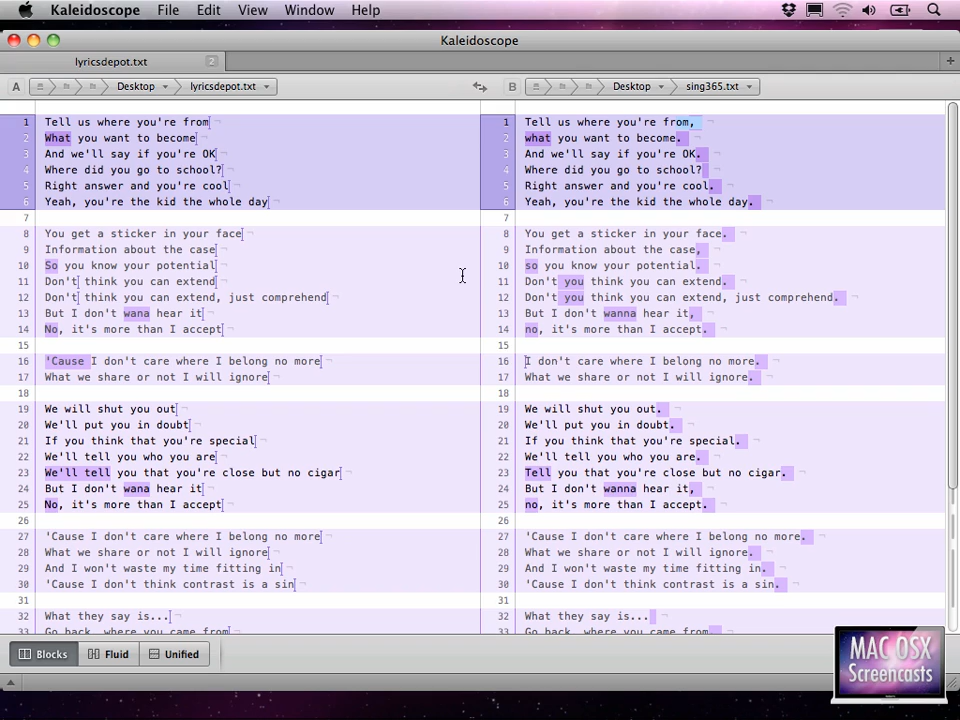 Kaleidoscope File Edit View Window Help
Kaleidoscope
lyricsdepot.txt 2
A Desktop lyricsdepot.txt
B Desktop sing365.txt
1 Tell us where you're from
2 What you want to become
3 And we'll say if you're OK
4 Where did you go to school?
5 Right answer and you're cool
6 Yeah, you're the kid the whole day
7
8 You get a sticker in your face
9 Information about the case
10 So you know your potential
11 Don't think you can extend
12 Don't think you can extend, just comprehend
13 But I don't wana hear it
14 No, it's more than I accept
15
16 'Cause I don't care where I belong no more
17 What we share or not I will ignore
18
19 We will shut you out
20 We'll put you in doubt
21 If you think that you're special
22 We'll tell you who you are
23 We'll tell you that you're close but no cigar
24 But I don't wana hear it
25 No, it's more than I accept
26
27 'Cause I don't care where I belong no more
28 What we share or not I will ignore
29 And I won't waste my time fitting in
30 'Cause I don't think contrast is a sin
31
32 What they say is...
33 Go back, where you came from
1 Tell us where you're from,
2 what you want to become.
3 And we'll say if you're OK.
4 Where did you go to school?
5 Right answer and you're cool.
6 Yeah, you're the kid the whole day.
7
8 You get a sticker in your face.
9 Information about the case,
10 so you know your potential.
11 Don't you think you can extend.
12 Don't you think you can extend, just comprehend.
13 But I don't wanna hear it,
14 no, it's more than I accept.
15
16 I don't care where I belong no more.
17 What we share or not I will ignore.
18
19 We will shut you out.
20 We'll put you in doubt.
21 If you think that you're special.
22 We'll tell you who you are.
23 Tell you that you're close but no cigar.
24 But I don't wanna hear it,
25 no, it's more than I accept.
26
27 'Cause I don't care where I belong no more.
28 What we share or not I will ignore.
29 And I won't waste my time fitting in.
30 'Cause I don't think contrast is a sin.
31
32 What they say is...
33 Go back, where you came from
Blocks Fluid Unified
MAC OSX
Screencasts